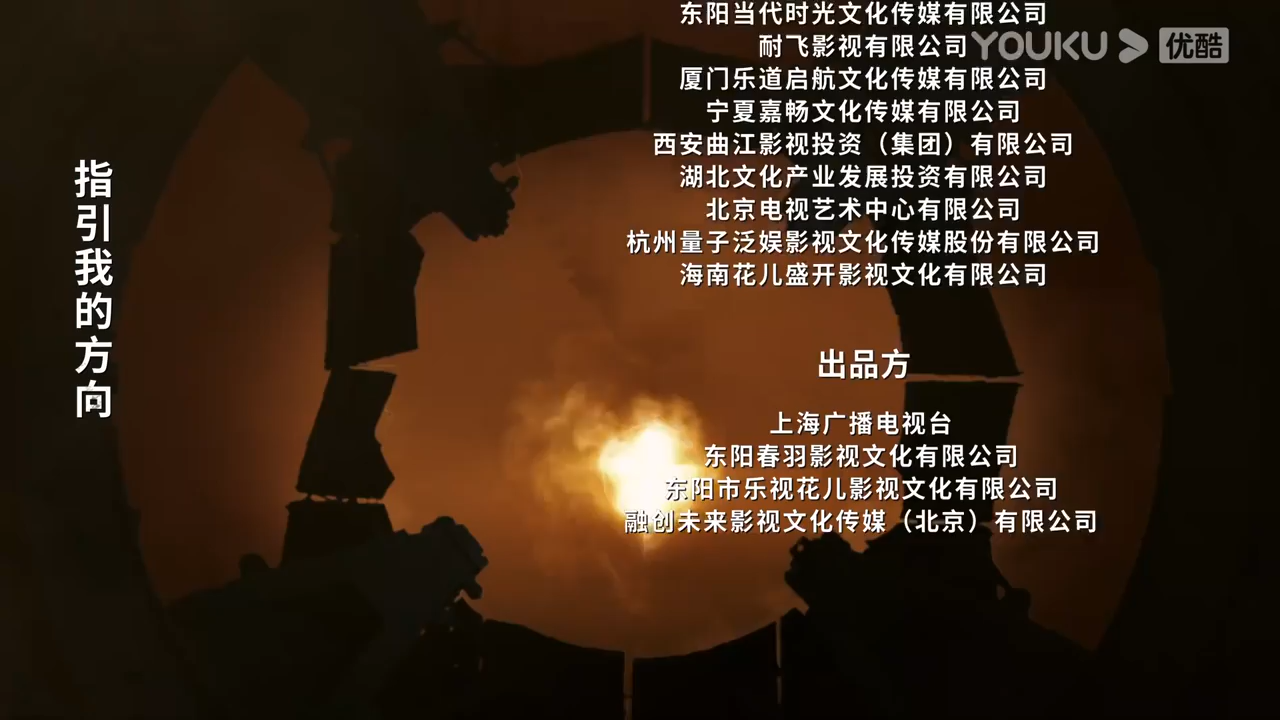 东阳当代时光文化传媒有限公司
耐飞影视有限公司
YOUKU 优酷
厦门乐道启航文化传媒有限公司
宁夏嘉畅文化传媒有限公司
西安曲江影视投资（集团）有限公司
湖北文化产业发展投资有限公司
北京电视艺术中心有限公司
杭州量子泛娱影视文化传媒股份有限公司
海南花儿盛开影视文化有限公司
指引我的方向
出品方
上海广播电视台
东阳春羽影视文化有限公司
东阳市乐视花儿影视文化有限公司
融创未来影视文化传媒（北京）有限公司